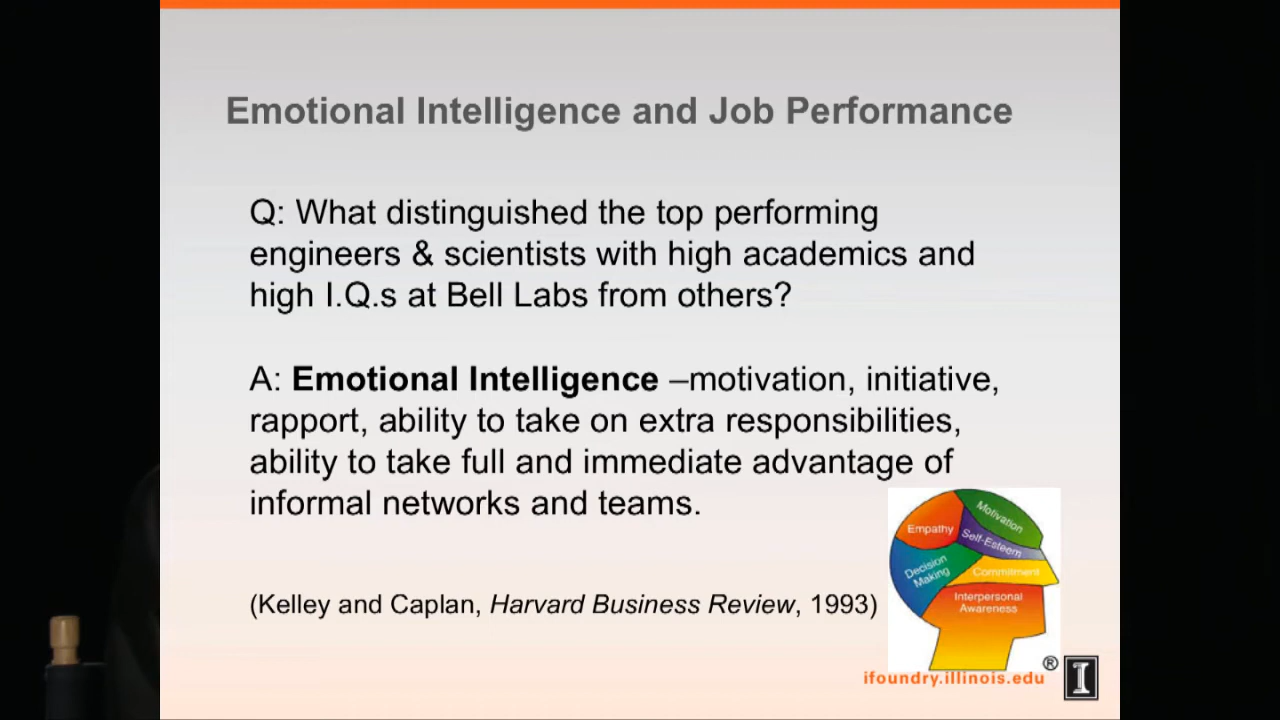 Emotional Intelligence and Job Performance
Q: What distinguished the top performing
engineers & scientists with high academics and
high I.Q.s at Bell Labs from others?
A: Emotional Intelligence –motivation, initiative,
rapport, ability to take on extra responsibilities,
ability to take full and immediate advantage of
informal networks and teams.
(Kelley and Caplan, Harvard Business Review, 1993)
Motivation
Empathy
Self-Esteem
Decision
Making
Commitment
Interpersonal
Awareness
®
ifoundry.illinois.edu
I